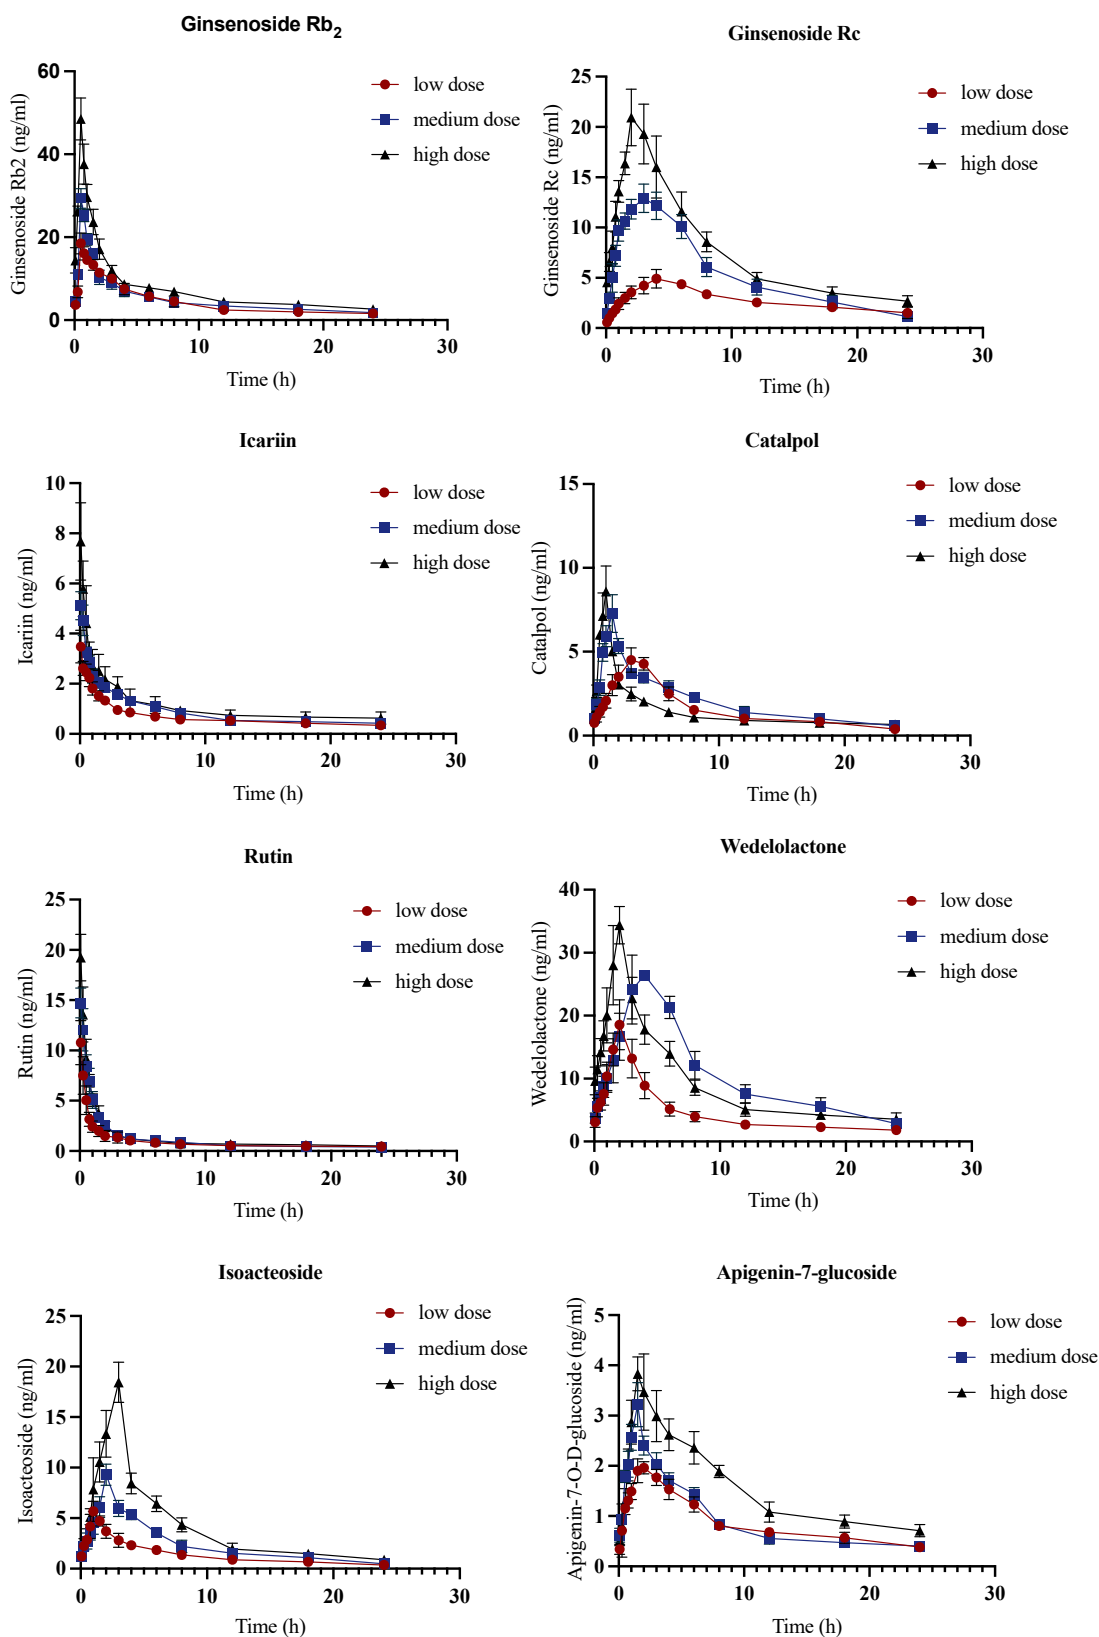 Ginsenoside Rb2
60
40
20
0
0
10
20
30
Ginsenoside Rb2 (ng/ml)
Time (h)
low dose
medium dose
high dose
Ginsenoside Rc
25
20
15
10
5
0
0
10
20
30
Ginsenoside Rc (ng/ml)
Time (h)
low dose
medium dose
high dose
Icariin
10
8
6
4
2
0
0
10
20
30
Icariin (ng/ml)
Time (h)
low dose
medium dose
high dose
Catalpol
15
10
5
0
0
10
20
30
Catalpol (ng/ml)
Time (h)
low dose
medium dose
high dose
Rutin
25
20
15
10
5
0
0
10
20
30
Rutin (ng/ml)
Time (h)
low dose
medium dose
high dose
Wedelolactone
40
30
20
10
0
0
10
20
30
Wedelolactone (ng/ml)
Time (h)
low dose
medium dose
high dose
Isoacteoside
25
20
15
10
5
0
0
10
20
30
Isoacteoside (ng/ml)
Time (h)
low dose
medium dose
high dose
Apigenin-7-glucoside
5
4
3
2
1
0
0
10
20
30
Apigenin-7-O-D-glucoside (ng/ml)
Time (h)
low dose
medium dose
high dose